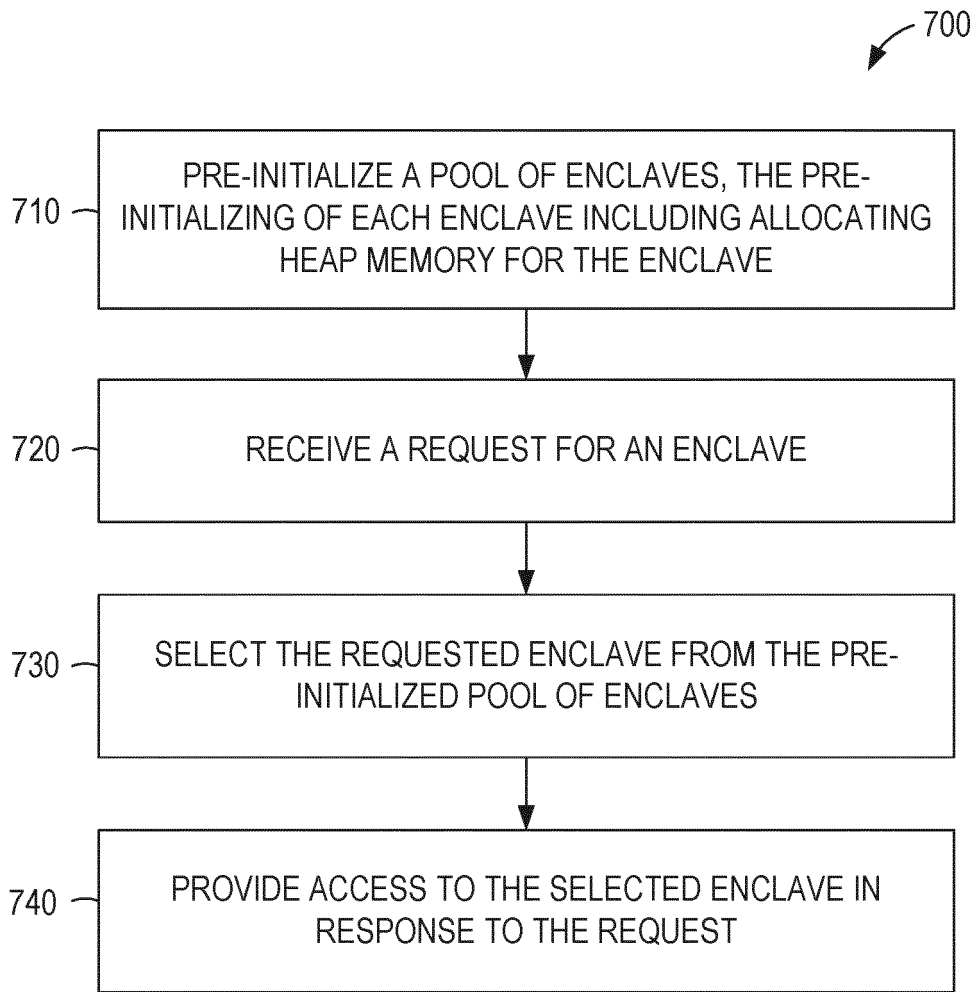 700
710
PRE-INITIALIZE A POOL OF ENCLAVES, THE PRE-
INITIALIZING OF EACH ENCLAVE INCLUDING ALLOCATING
HEAP MEMORY FOR THE ENCLAVE
720
RECEIVE A REQUEST FOR AN ENCLAVE
730
SELECT THE REQUESTED ENCLAVE FROM THE PRE-
INITIALIZED POOL OF ENCLAVES
740
PROVIDE ACCESS TO THE SELECTED ENCLAVE IN
RESPONSE TO THE REQUEST